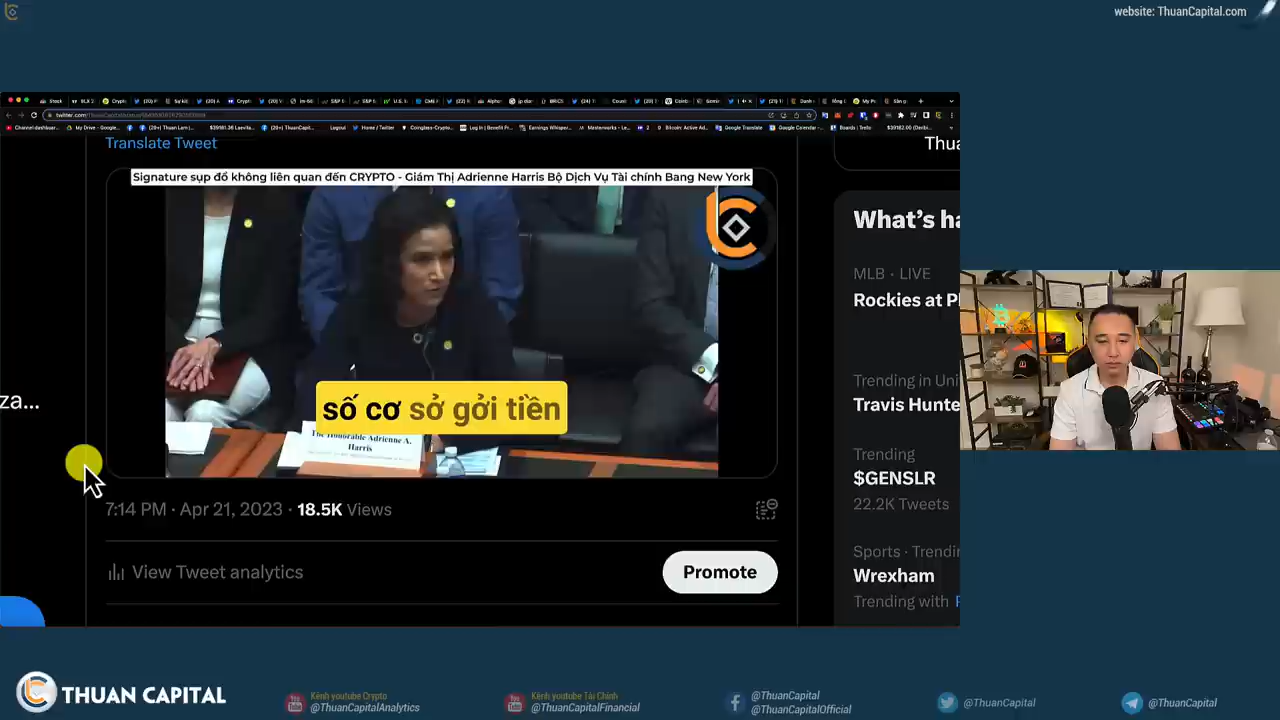 website: ThuanCapital.com
Translate Tweet
Thua
Signature sụp đổ không liên quan đến CRYPTO - Giám Thị Adrienne Harris Bộ Dịch Vụ Tài chính Bang New York
What's ha
MLB · LIVE
Rockies at P
Trending in Uni
Travis Hunte
za...
số cơ sở gởi tiền
The Honorable Adrienne A.
Harris
Trending
$GENSLR
22.2K Tweets
7:14 PM · Apr 21, 2023 · 18.5K Views
Sports · Trendin
Wrexham
Trending with
View Tweet analytics
Promote
THUAN CAPITAL
Kênh youtube Crypto
@ThuanCapitalAnalytics
Kênh youtube Tài Chính
@ThuanCapitalFinancial
@ThuanCapital
@ThuanCapitalOfficial
@ThuanCapital
@ThuanCapital